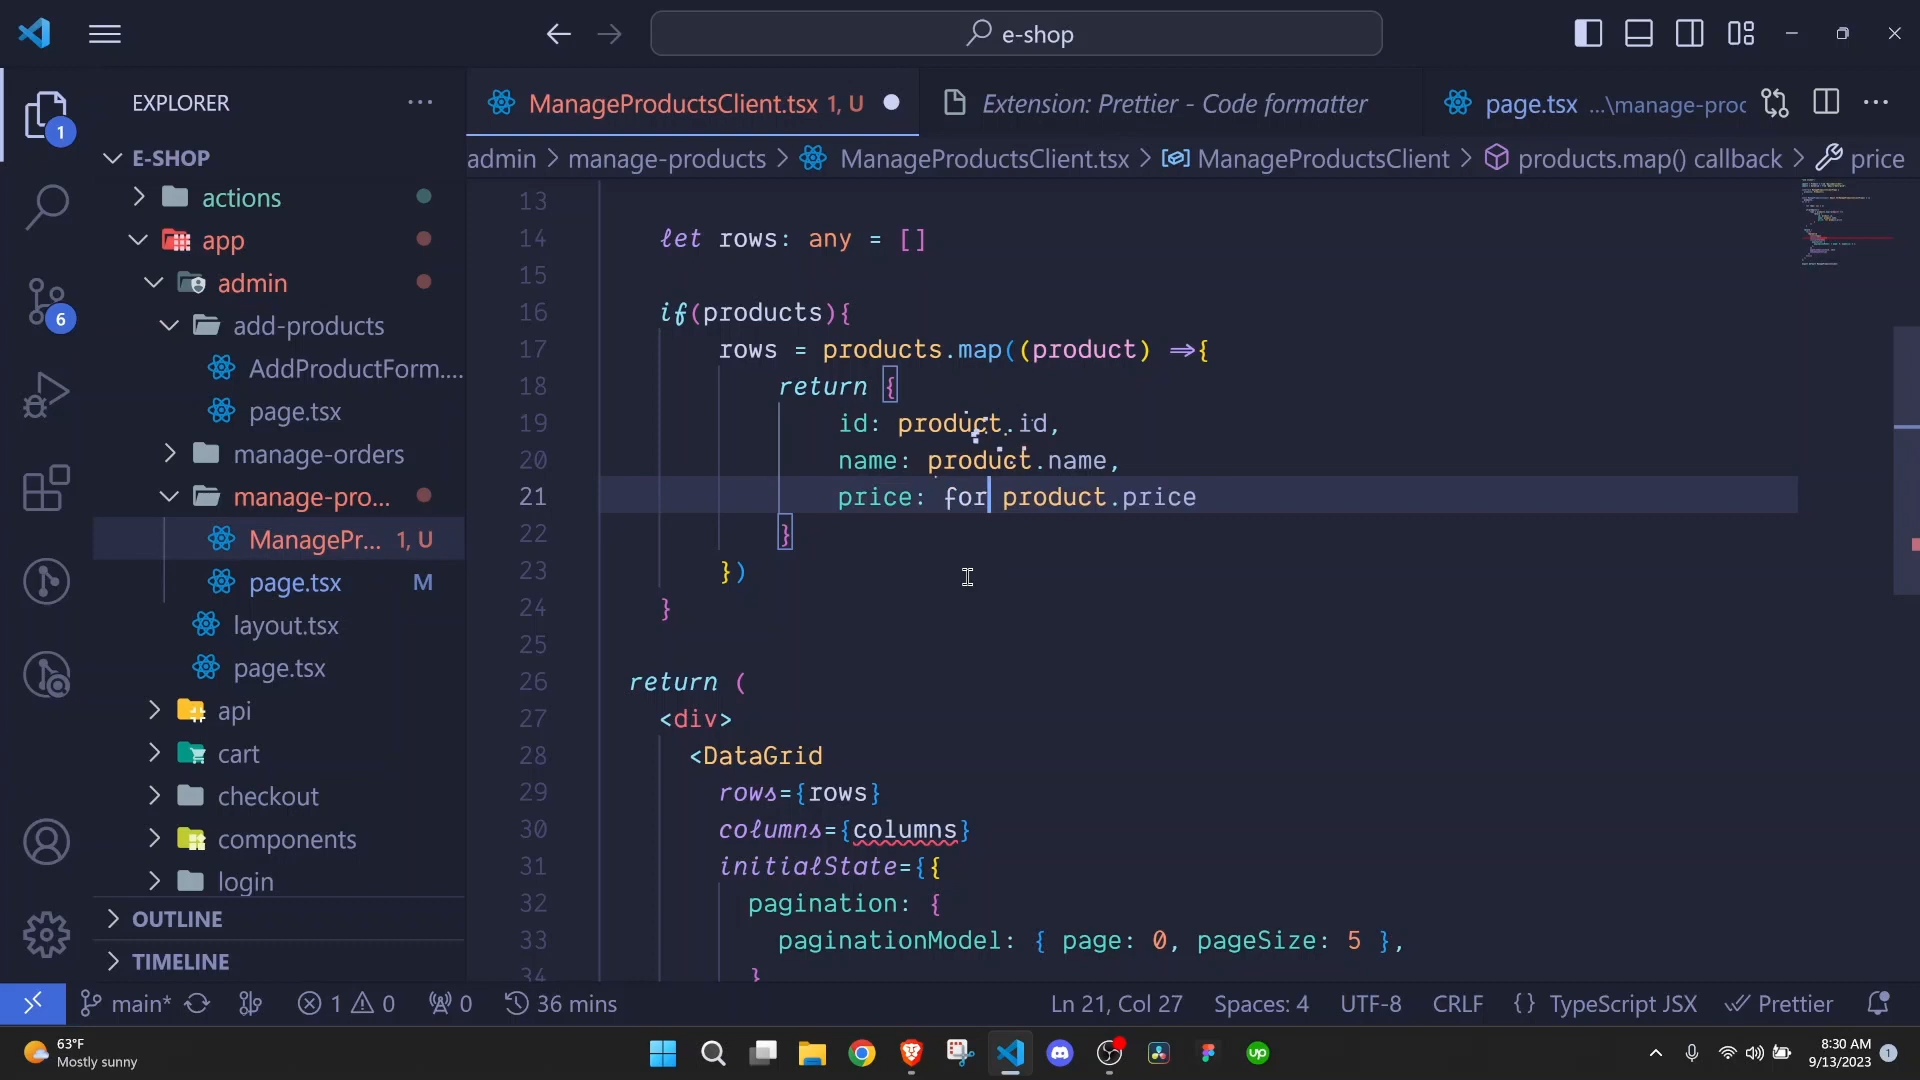 e-shop
EXPLORER
ManageProductsClient.tsx 1, U
Extension: Prettier - Code formatter
page.tsx ...\manage-proc
admin > manage-products > ManageProductsClient.tsx > ManageProductsClient > products.map() callback > price
1
E-SHOP
actions
app
admin
add-products
AddProductForm....
page.tsx
manage-orders
manage-pro...
ManagePr... 1, U
page.tsx M
layout.tsx
page.tsx
api
cart
checkout
components
login
OUTLINE
TIMELINE
6
13
14 let rows: any = []
15
16 if(products){
17 rows = products.map((product) =>{
18 return {
19 id: product.id,
20 name: product.name,
21 price: for product.price
22 }
23 })
24 }
25
26 return (
27 <div>
28 <DataGrid
29 rows={rows}
30 columns={columns}
31 initialState={{
32 pagination: {
33 paginationModel: { page: 0, pageSize: 5 },
34 }
main* 1 0 0 36 mins Ln 21, Col 27 Spaces: 4 UTF-8 CRLF {} TypeScript JSX Prettier
63°F
Mostly sunny
up
8:30 AM
9/13/2023
1